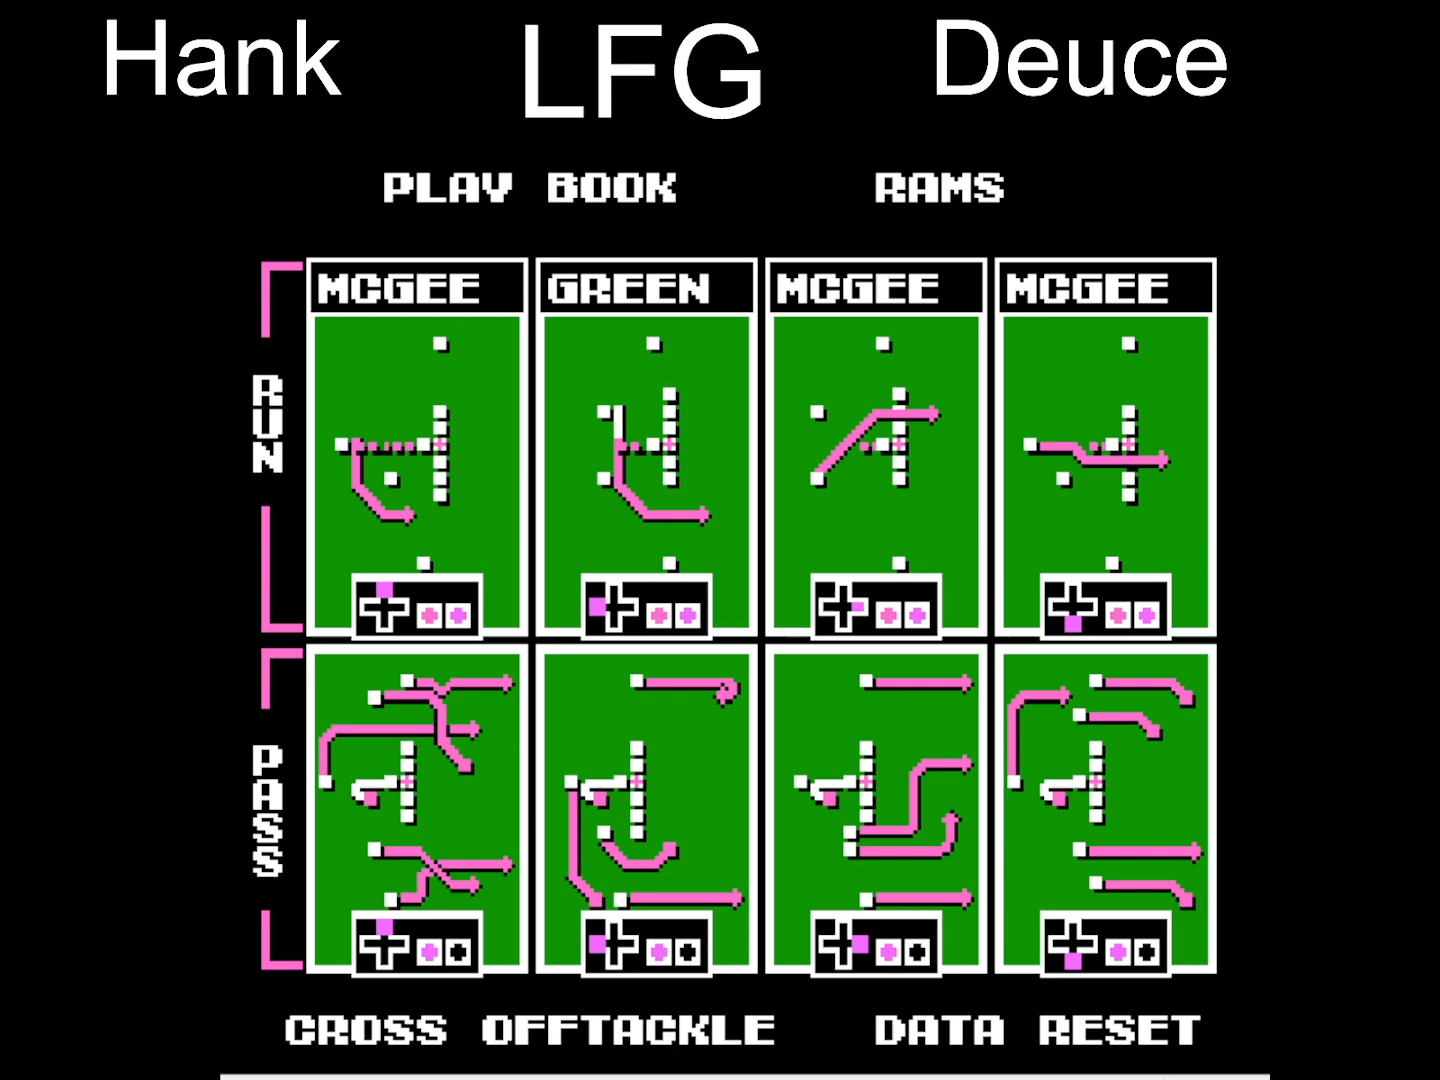 Hank LFG Deuce
PLAY BOOK RAMS
MCGEE GREEN MCGEE MCGEE
RUN
PASS
CROSS OFFTACKLE DATA RESET